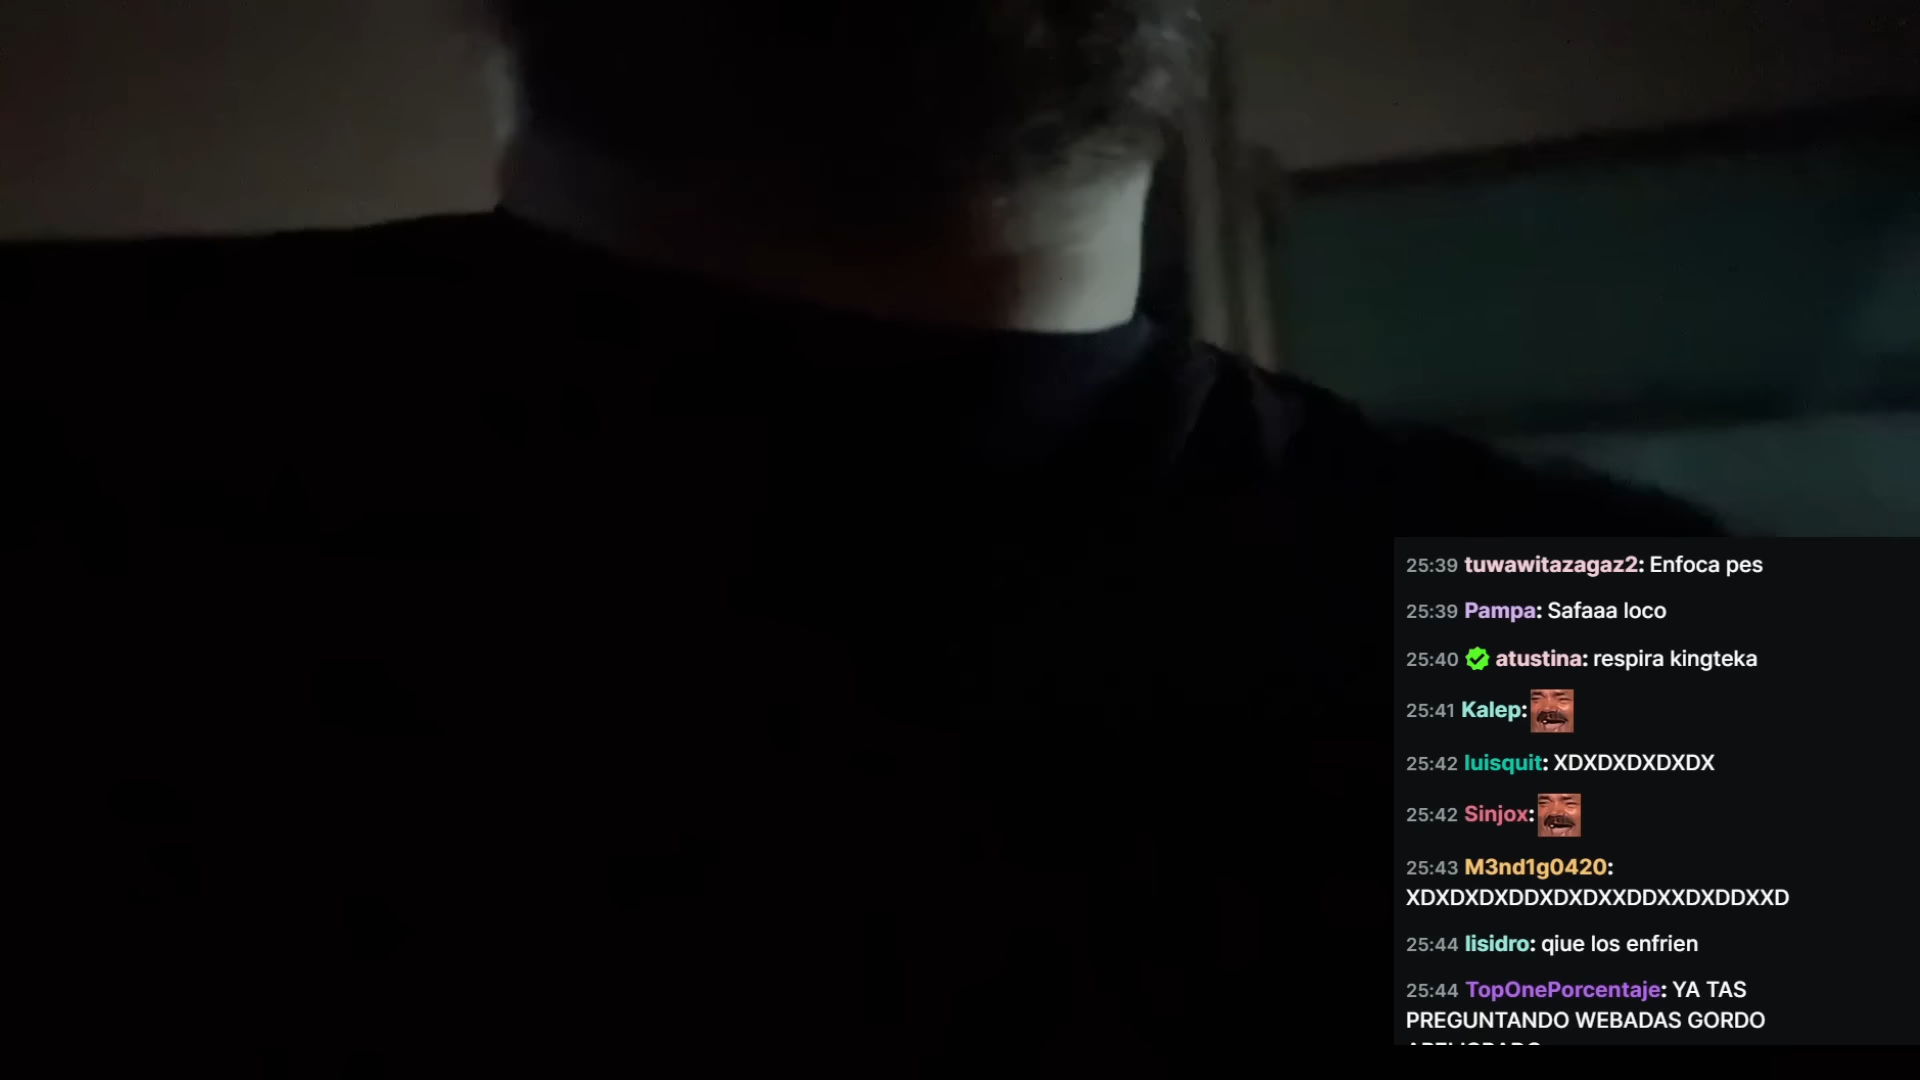 25:39 tuwawitazagaz2: Enfoca pes
25:39 Pampa: Safaaa loco
25:40 atustina: respira kingteka
25:41 Kalep:
25:42 luisquit: XDXDXDXDXDX
25:42 Sinjox:
25:43 M3nd1g0420:
XDXDXDXDDXDXDXXDDXXDXDDXXD
25:44 lisidro: qiue los enfrien
25:44 TopOnePorcentaje: YA TAS
PREGUNTANDO WEBADAS GORDO